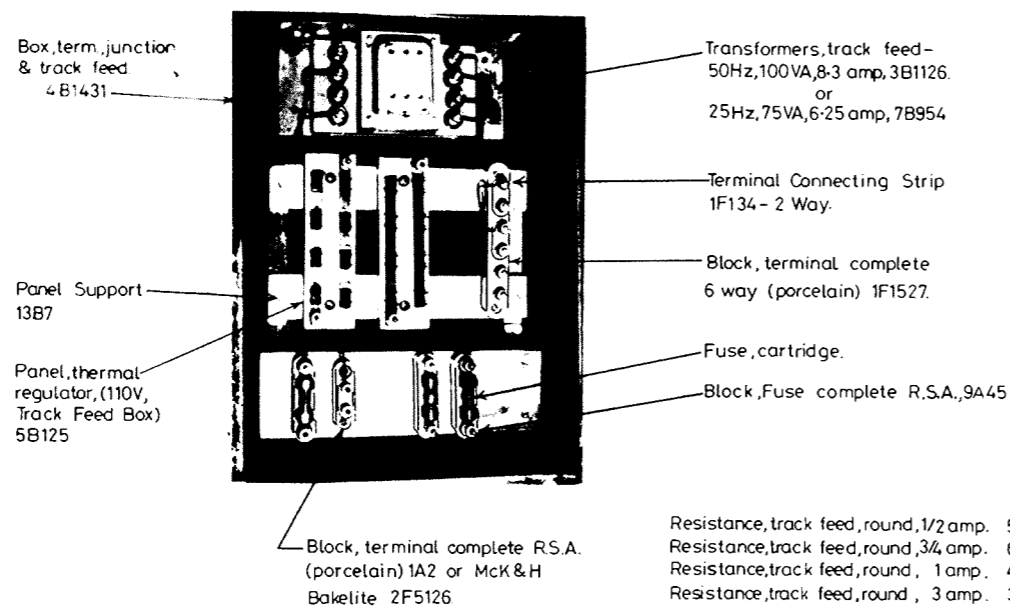 Box, term, junction
& track feed.
4B1431
Transformers, track feed-
50Hz, 100VA, 8·3 amp, 3B1126.
or
25Hz, 75VA, 6·25 amp, 7B954
Terminal Connecting Strip
1F134 - 2 Way.
Block, terminal complete
6 way (porcelain) 1F1527.
Panel Support
13B7
Fuse, cartridge.
Panel, thermal
regulator, (110V,
Track Feed Box)
5B125
Block, Fuse complete R.S.A., 9A45
Block, terminal complete R.S.A.
(porcelain) 1A2 or McK & H
Bakelite 2F5126
Resistance, track feed, round, 1/2 amp.
Resistance, track feed, round, 3/4 amp.
Resistance, track feed, round, 1 amp.
Resistance, track feed, round, 3 amp.